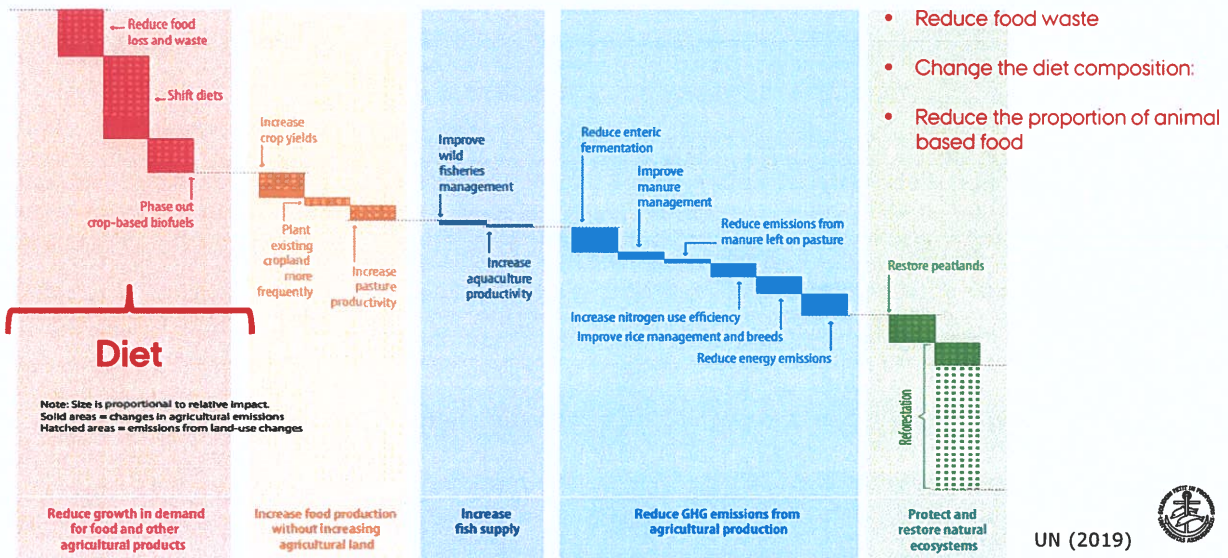 Reduce food
loss and waste
Shift diets
Phase out
crop-based biofuels
Diet
Note: Size is proportional to relative impact.
Solid areas = changes in agricultural emissions
Hatched areas = emissions from land-use changes
Reduce growth in demand
for food and other
agricultural products
Increase
crop yields
Plant
existing
cropland
more
frequently
Increase
pasture
productivity
Increase food production
without increasing
agricultural land
Improve
wild
fisheries
management
Increase
aquaculture
productivity
Increase
fish supply
Reduce enteric
fermentation
Improve
manure
management
Reduce emissions from
manure left on pasture
Increase nitrogen use efficiency
Improve rice management and breeds
Reduce energy emissions
Reduce GHG emissions from
agricultural production
Restore peatlands
Reforestation
Protect and
restore natural
ecosystems
• Reduce food waste
• Change the diet composition:
• Reduce the proportion of animal
based food
UN (2019)